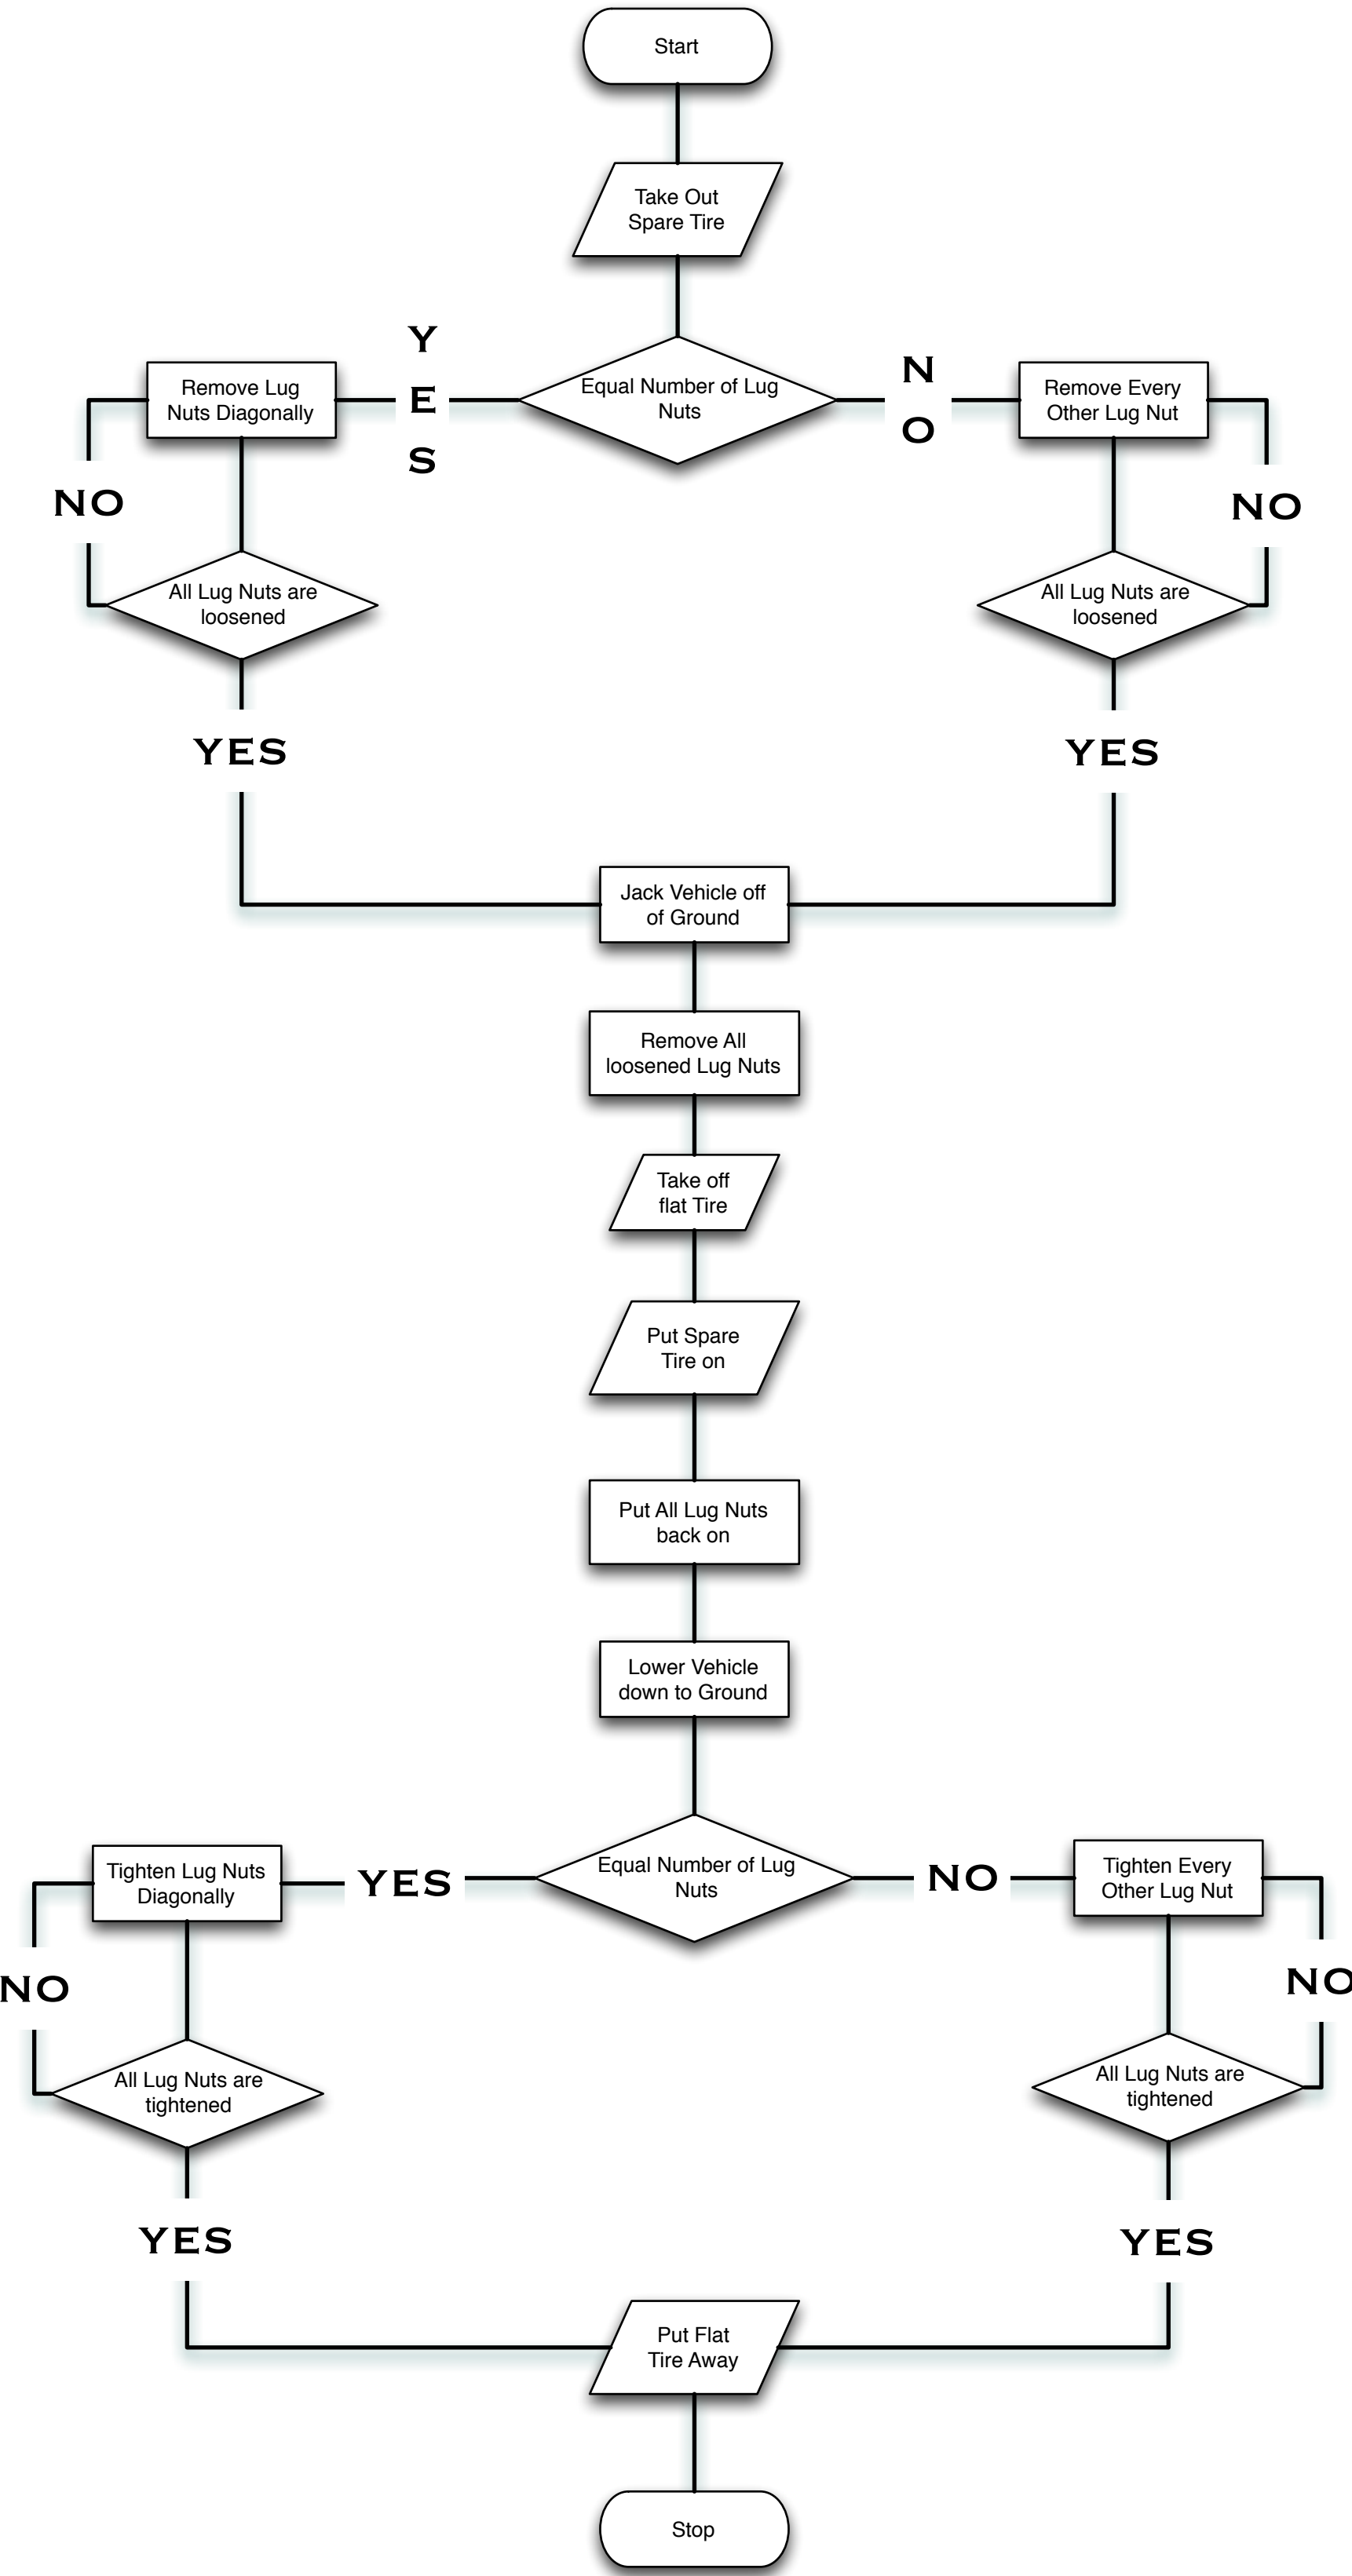 Start
Take Out
Spare Tire
Equal Number of Lug
Nuts
Y
E
S
N
O
Remove Lug
Nuts Diagonally
Remove Every
Other Lug Nut
NO
NO
All Lug Nuts are
loosened
All Lug Nuts are
loosened
YES
YES
Jack Vehicle off
of Ground
Remove All
loosened Lug Nuts
Take off
flat Tire
Put Spare
Tire on
Put All Lug Nuts
back on
Lower Vehicle
down to Ground
Equal Number of Lug
Nuts
YES
NO
Tighten Lug Nuts
Diagonally
Tighten Every
Other Lug Nut
NO
NO
All Lug Nuts are
tightened
All Lug Nuts are
tightened
YES
YES
Put Flat
Tire Away
Stop